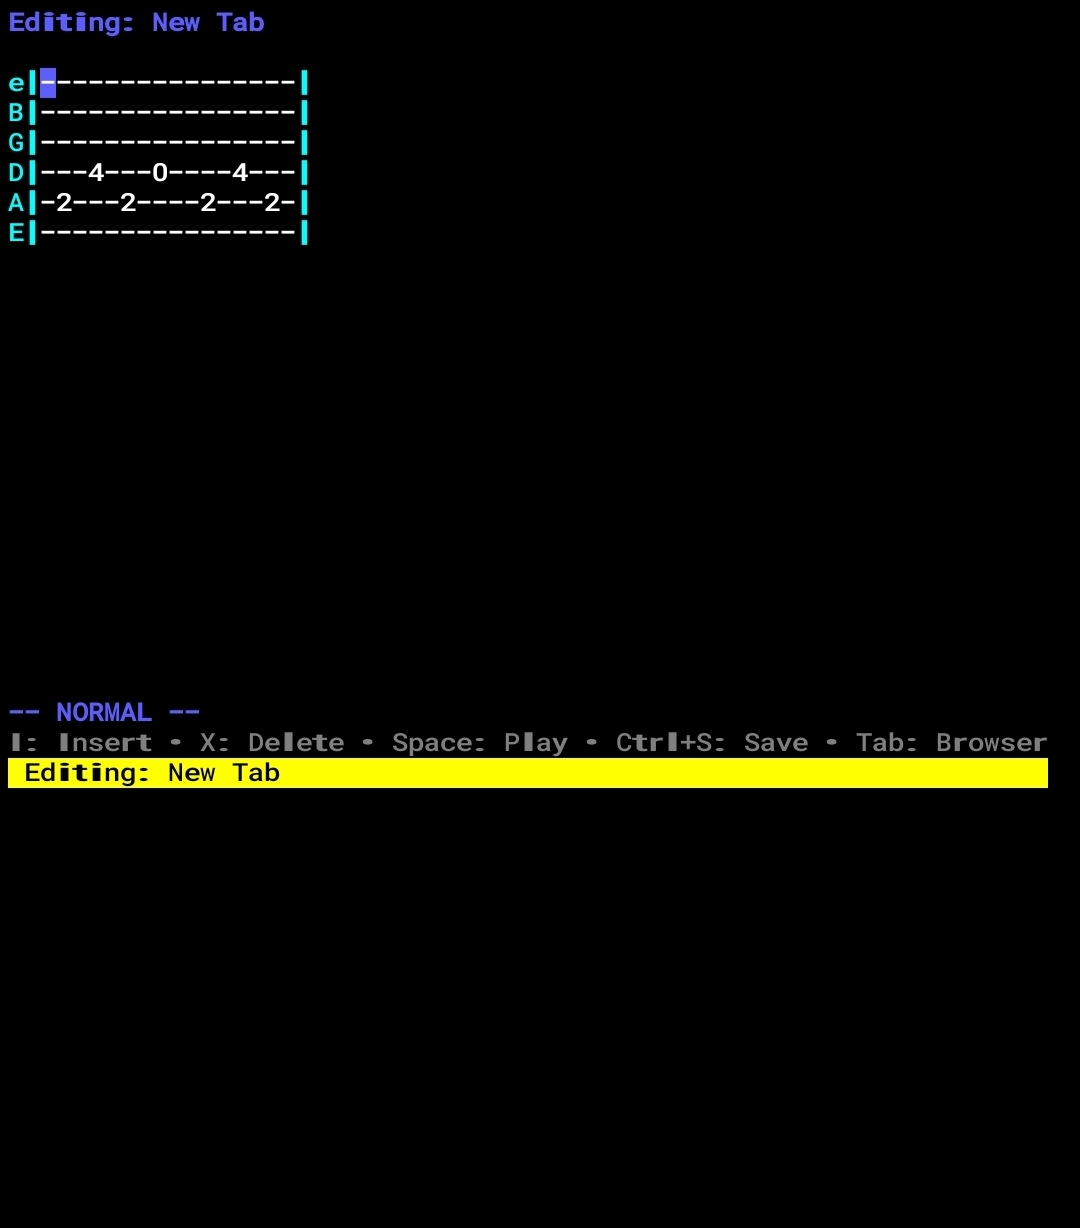 Editing: New Tab
e|----------------|
B|----------------|
G|----------------|
D|---4---0----4---|
A|-2---2----2---2-|
E|----------------|
-- NORMAL --
I: Insert • X: Delete • Space: Play • Ctrl+S: Save • Tab: Browser
Editing: New Tab